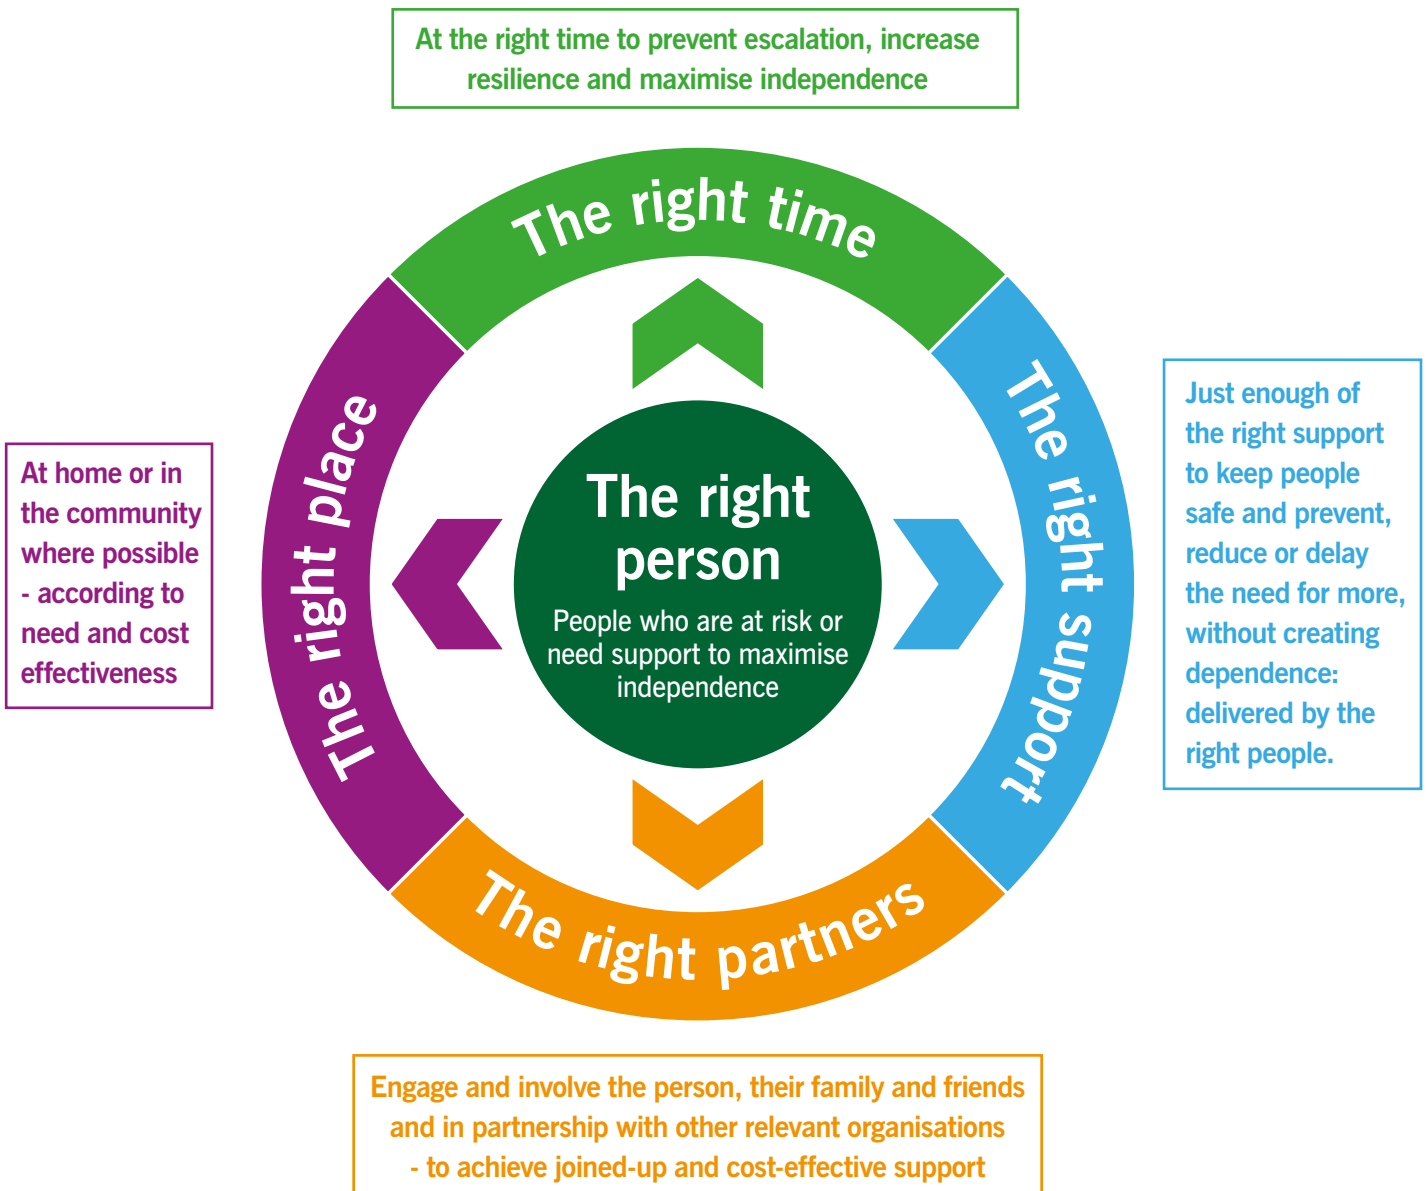 At the right time to prevent escalation, increase
resilience and maximise independence
The right time
The right place
At home or in
the community
where possible
- according to
need and cost
effectiveness
The right
person
People who are at risk or
need support to maximise
independence
The right support
Just enough of
the right support
to keep people
safe and prevent,
reduce or delay
the need for more,
without creating
dependence:
delivered by the
right people.
The right partners
Engage and involve the person, their family and friends
and in partnership with other relevant organisations
- to achieve joined-up and cost-effective support